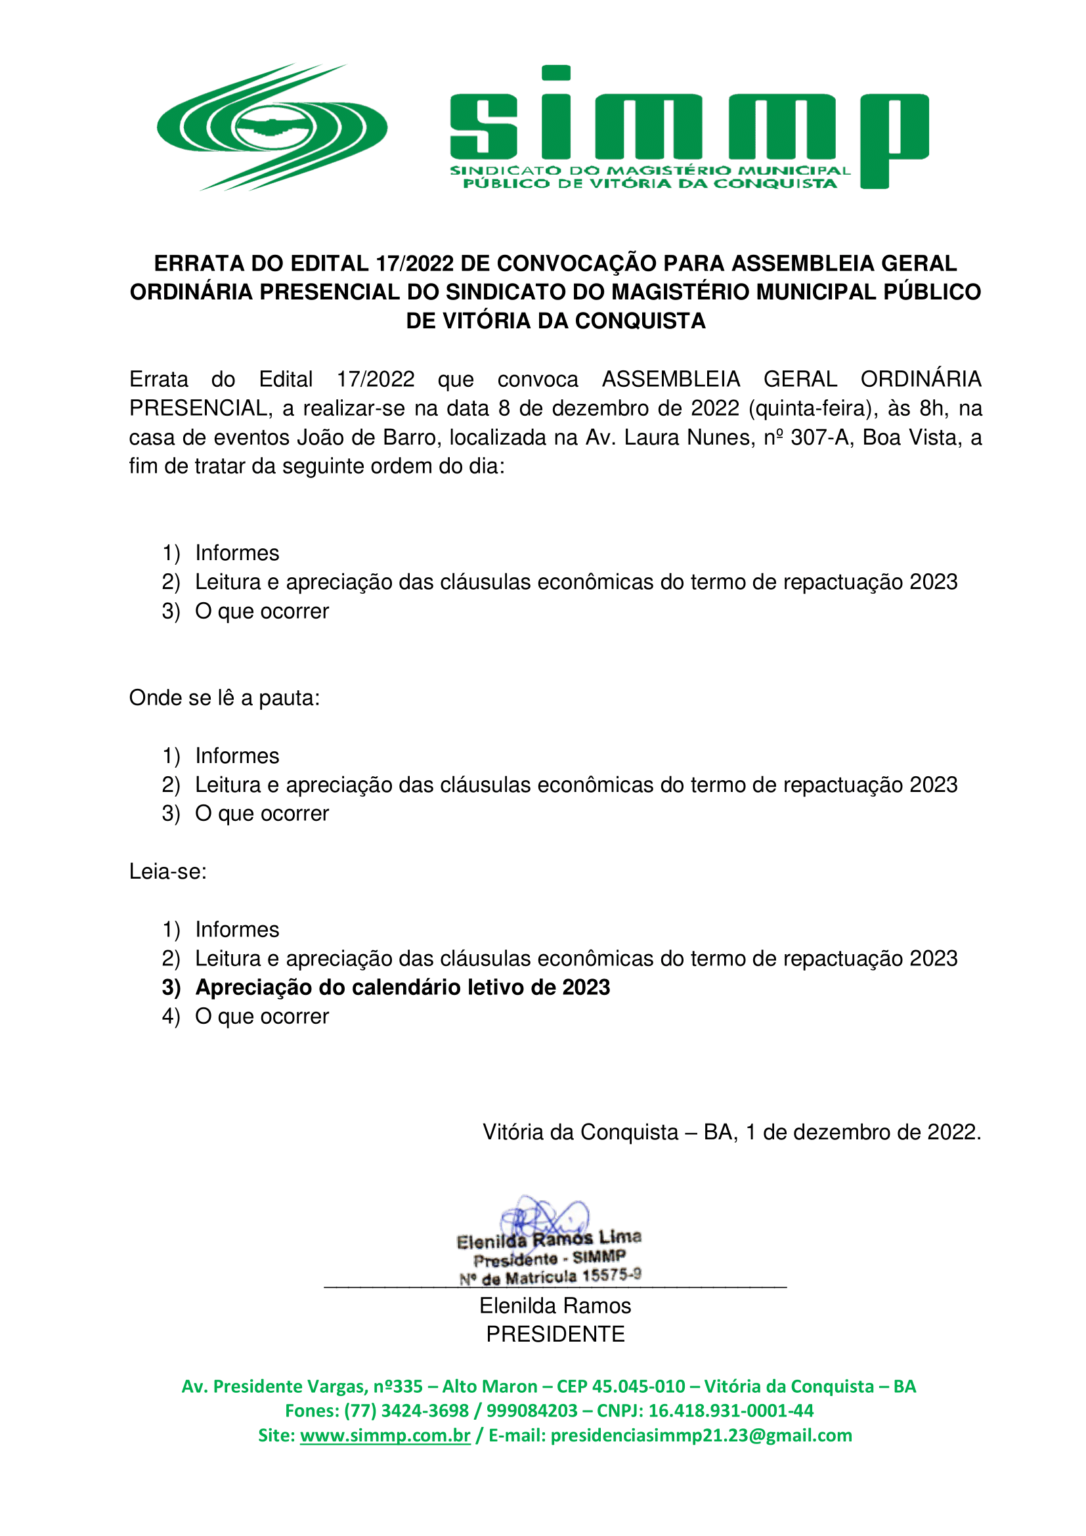 simmp
SINDICATO DO MAGISTÉRIO MUNICIPAL
PÚBLICO DE VITÓRIA DA CONQUISTA
ERRATA DO EDITAL 17/2022 DE CONVOCAÇÃO PARA ASSEMBLEIA GERAL
ORDINÁRIA PRESENCIAL DO SINDICATO DO MAGISTÉRIO MUNICIPAL PÚBLICO
DE VITÓRIA DA CONQUISTA
Errata do Edital 17/2022 que convoca ASSEMBLEIA GERAL ORDINÁRIA
PRESENCIAL, a realizar-se na data 8 de dezembro de 2022 (quinta-feira), às 8h, na
casa de eventos João de Barro, localizada na Av. Laura Nunes, nº 307-A, Boa Vista, a
fim de tratar da seguinte ordem do dia:
1) Informes
2) Leitura e apreciação das cláusulas econômicas do termo de repactuação 2023
3) O que ocorrer
Onde se lê a pauta:
1) Informes
2) Leitura e apreciação das cláusulas econômicas do termo de repactuação 2023
3) O que ocorrer
Leia-se:
1) Informes
2) Leitura e apreciação das cláusulas econômicas do termo de repactuação 2023
3) Apreciação do calendário letivo de 2023
4) O que ocorrer
Vitória da Conquista – BA, 1 de dezembro de 2022.
Elenilda Ramos Lima
Presidente - SIMMP
Nº de Matrícula 15575-9
Elenilda Ramos
PRESIDENTE
Av. Presidente Vargas, nº335 – Alto Maron – CEP 45.045-010 – Vitória da Conquista – BA
Fones: (77) 3424-3698 / 999084203 – CNPJ: 16.418.931-0001-44
Site: www.simmp.com.br / E-mail: presidenciasimmp21.23@gmail.com